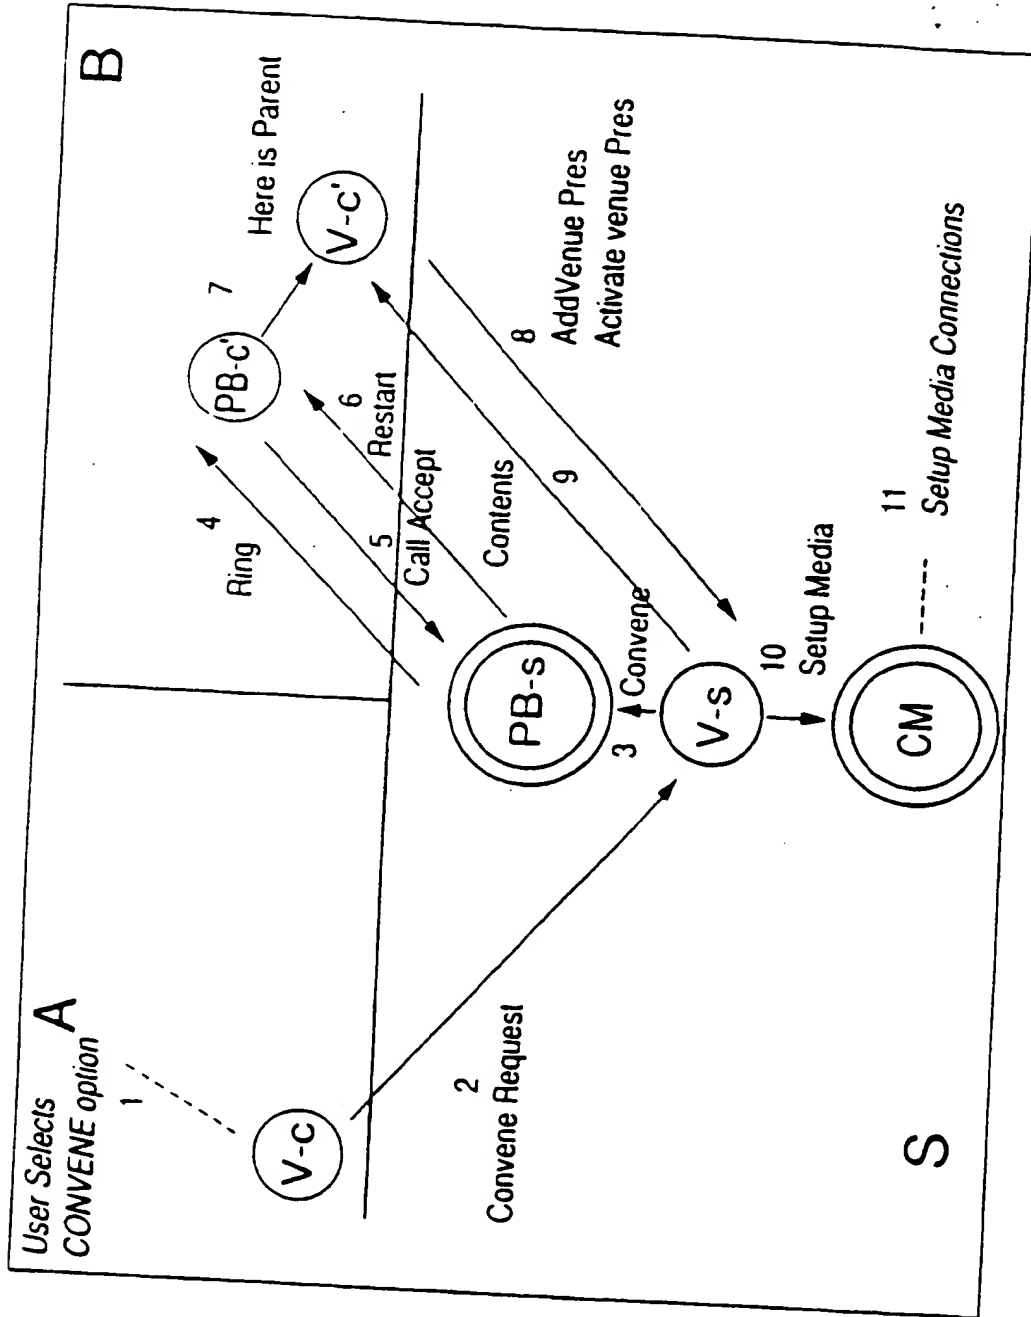 User Selects
CONVENE option
1
A
B
V-c
2
Convene Request
4
Ring
PB-c'
7
Here is Parent
V-c'
5
Call Accept
6
Restart
Contents
9
8
AddVenue Pres
Activate venue Pres
PB-s
3
Convene
V-s
10
Setup Media
CM
11
Setup Media Connections
S